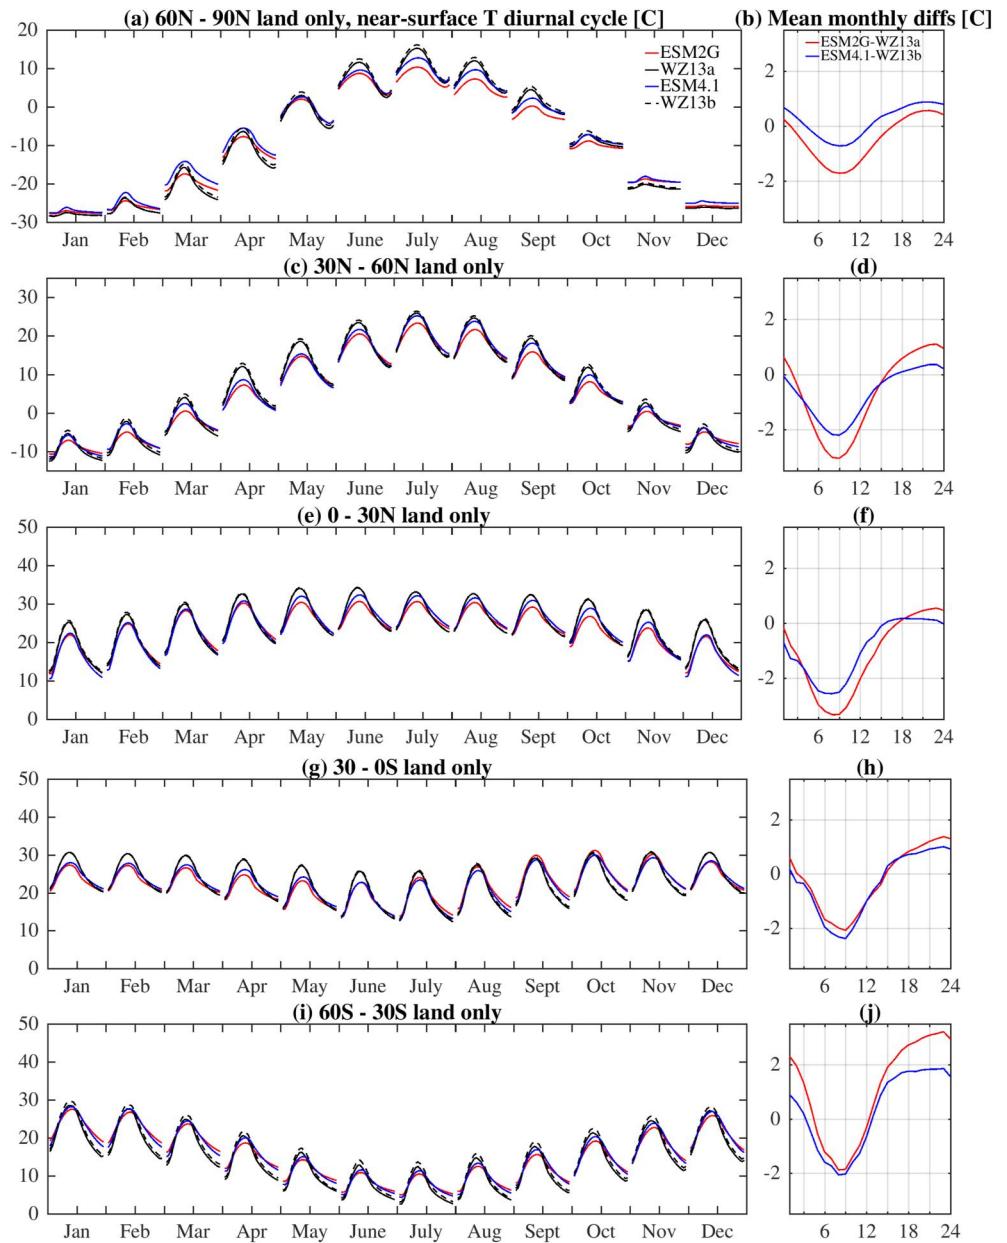 (a) 60N - 90N land only, near-surface T diurnal cycle [C]
(b) Mean monthly diffs [C]
20
10
0
-10
-20
-30
ESM2G
WZ13a
ESM4.1
WZ13b
Jan Feb Mar Apr May June July Aug Sept Oct Nov Dec
ESM2G-WZ13a
ESM4.1-WZ13b
2
0
-2
6 12 18 24
(c) 30N - 60N land only
(d)
30
20
10
0
-10
Jan Feb Mar Apr May June July Aug Sept Oct Nov Dec
2
0
-2
6 12 18 24
(e) 0 - 30N land only
(f)
50
40
30
20
10
0
Jan Feb Mar Apr May June July Aug Sept Oct Nov Dec
2
0
-2
6 12 18 24
(g) 30 - 0S land only
(h)
50
40
30
20
10
0
Jan Feb Mar Apr May June July Aug Sept Oct Nov Dec
2
0
-2
6 12 18 24
(i) 60S - 30S land only
(j)
50
40
30
20
10
0
Jan Feb Mar Apr May June July Aug Sept Oct Nov Dec
2
0
-2
6 12 18 24